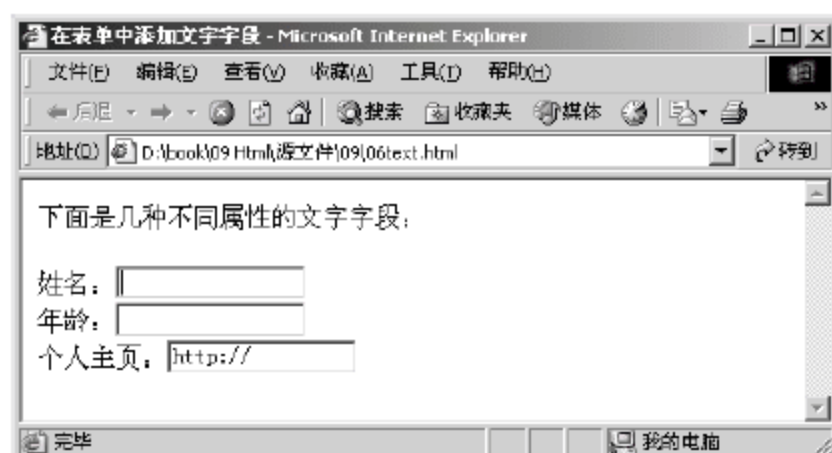 在表单中添加文字字段 - Microsoft Internet Explorer
文件(F) 编辑(E) 查看(V) 收藏(A) 工具(T) 帮助(H)
后退 搜索 收藏夹 媒体 »
地址(D) D:\book\09 Html\源文件\09\06text.html 转到
下面是几种不同属性的文字字段：
姓名：
年龄：
个人主页：http://
完毕 我的电脑